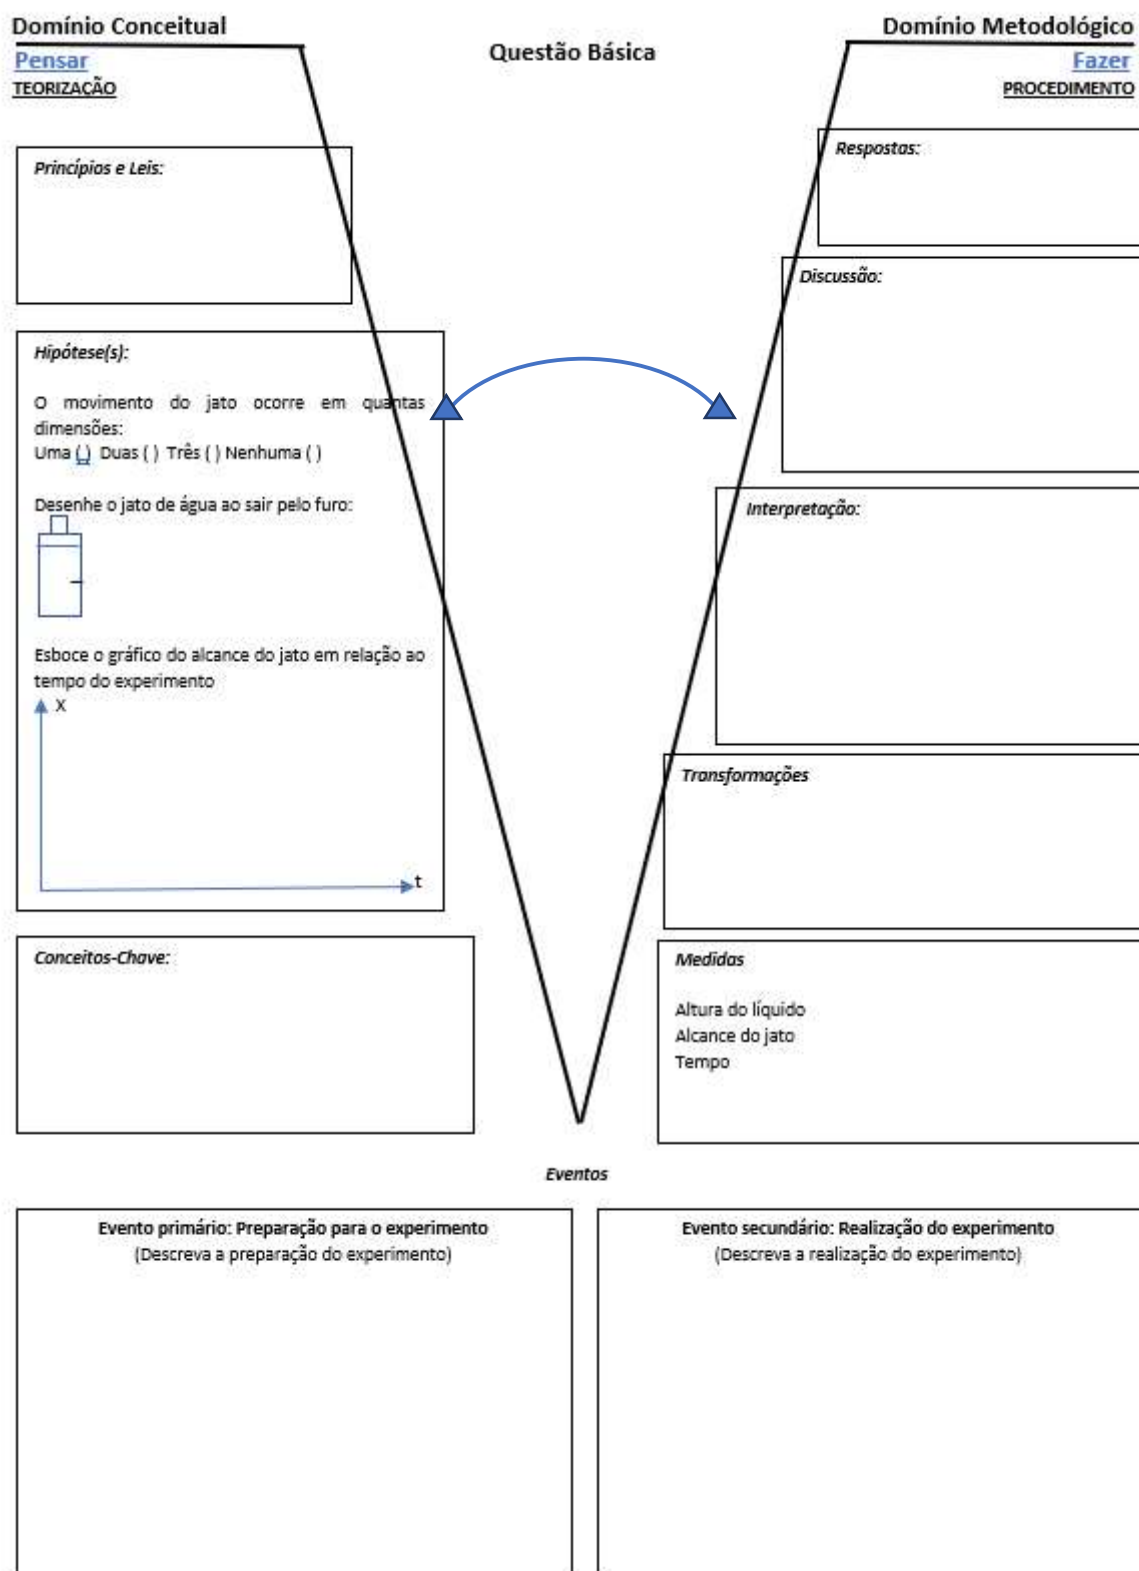 Domínio Conceitual
Pensar
TEORIZAÇÃO
Questão Básica
Domínio Metodológico
Fazer
PROCEDIMENTO
Princípios e Leis:
Hipótese(s):
O movimento do jato ocorre em quantas
dimensões:
Uma ( ) Duas ( ) Três ( ) Nenhuma ( )
Desenhe o jato de água ao sair pelo furo:
Esboce o gráfico do alcance do jato em relação ao
tempo do experimento
X
t
Conceitos-Chave:
Respostas:
Discussão:
Interpretação:
Transformações
Medidas
Altura do líquido
Alcance do jato
Tempo
Eventos
Evento primário: Preparação para o experimento
(Descreva a preparação do experimento)
Evento secundário: Realização do experimento
(Descreva a realização do experimento)